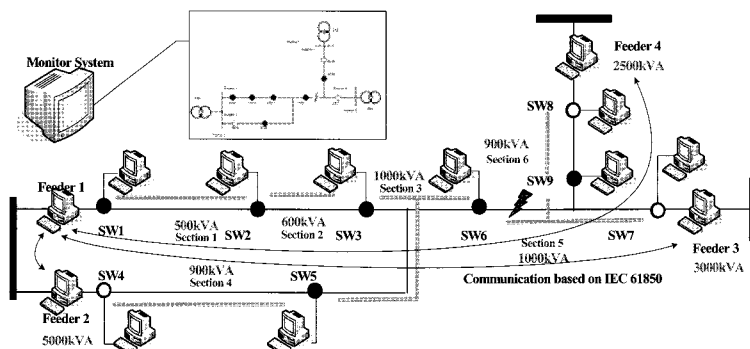 Monitor System
Feeder 4
2500kVA
SW8
900kVA
Section 6
1000kVA
Section 3
SW9
Feeder 1
SW1
500kVA
Section 1
SW2
600kVA
Section 2
SW3
SW6
Section 5
1000kVA
SW7
Feeder 3
3000kVA
SW4
900kVA
Section 4
SW5
Communication based on IEC 61850
Feeder 2
5000kVA